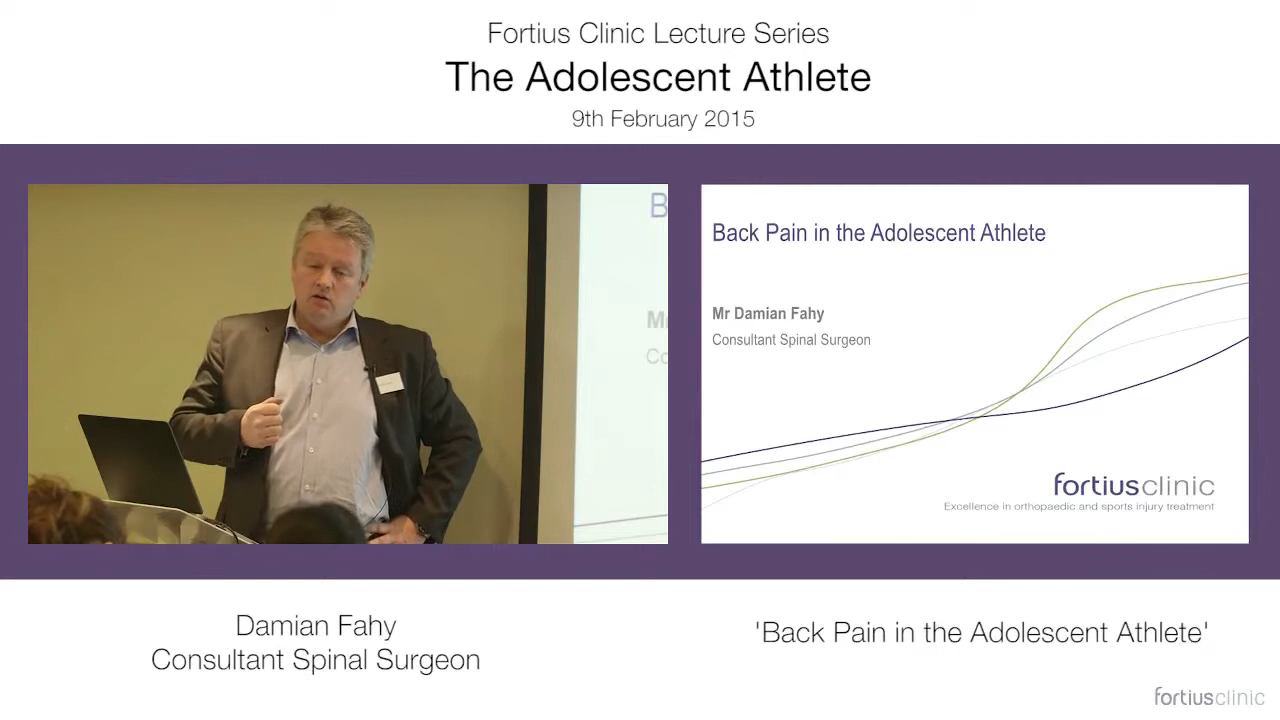 Fortius Clinic Lecture Series
The Adolescent Athlete
9th February 2015
B
Mr
Co
Back Pain in the Adolescent Athlete
Mr Damian Fahy
Consultant Spinal Surgeon
fortiusclinic
Excellence in orthopaedic and sports injury treatment
Damian Fahy
Consultant Spinal Surgeon
'Back Pain in the Adolescent Athlete'
fortiusclinic